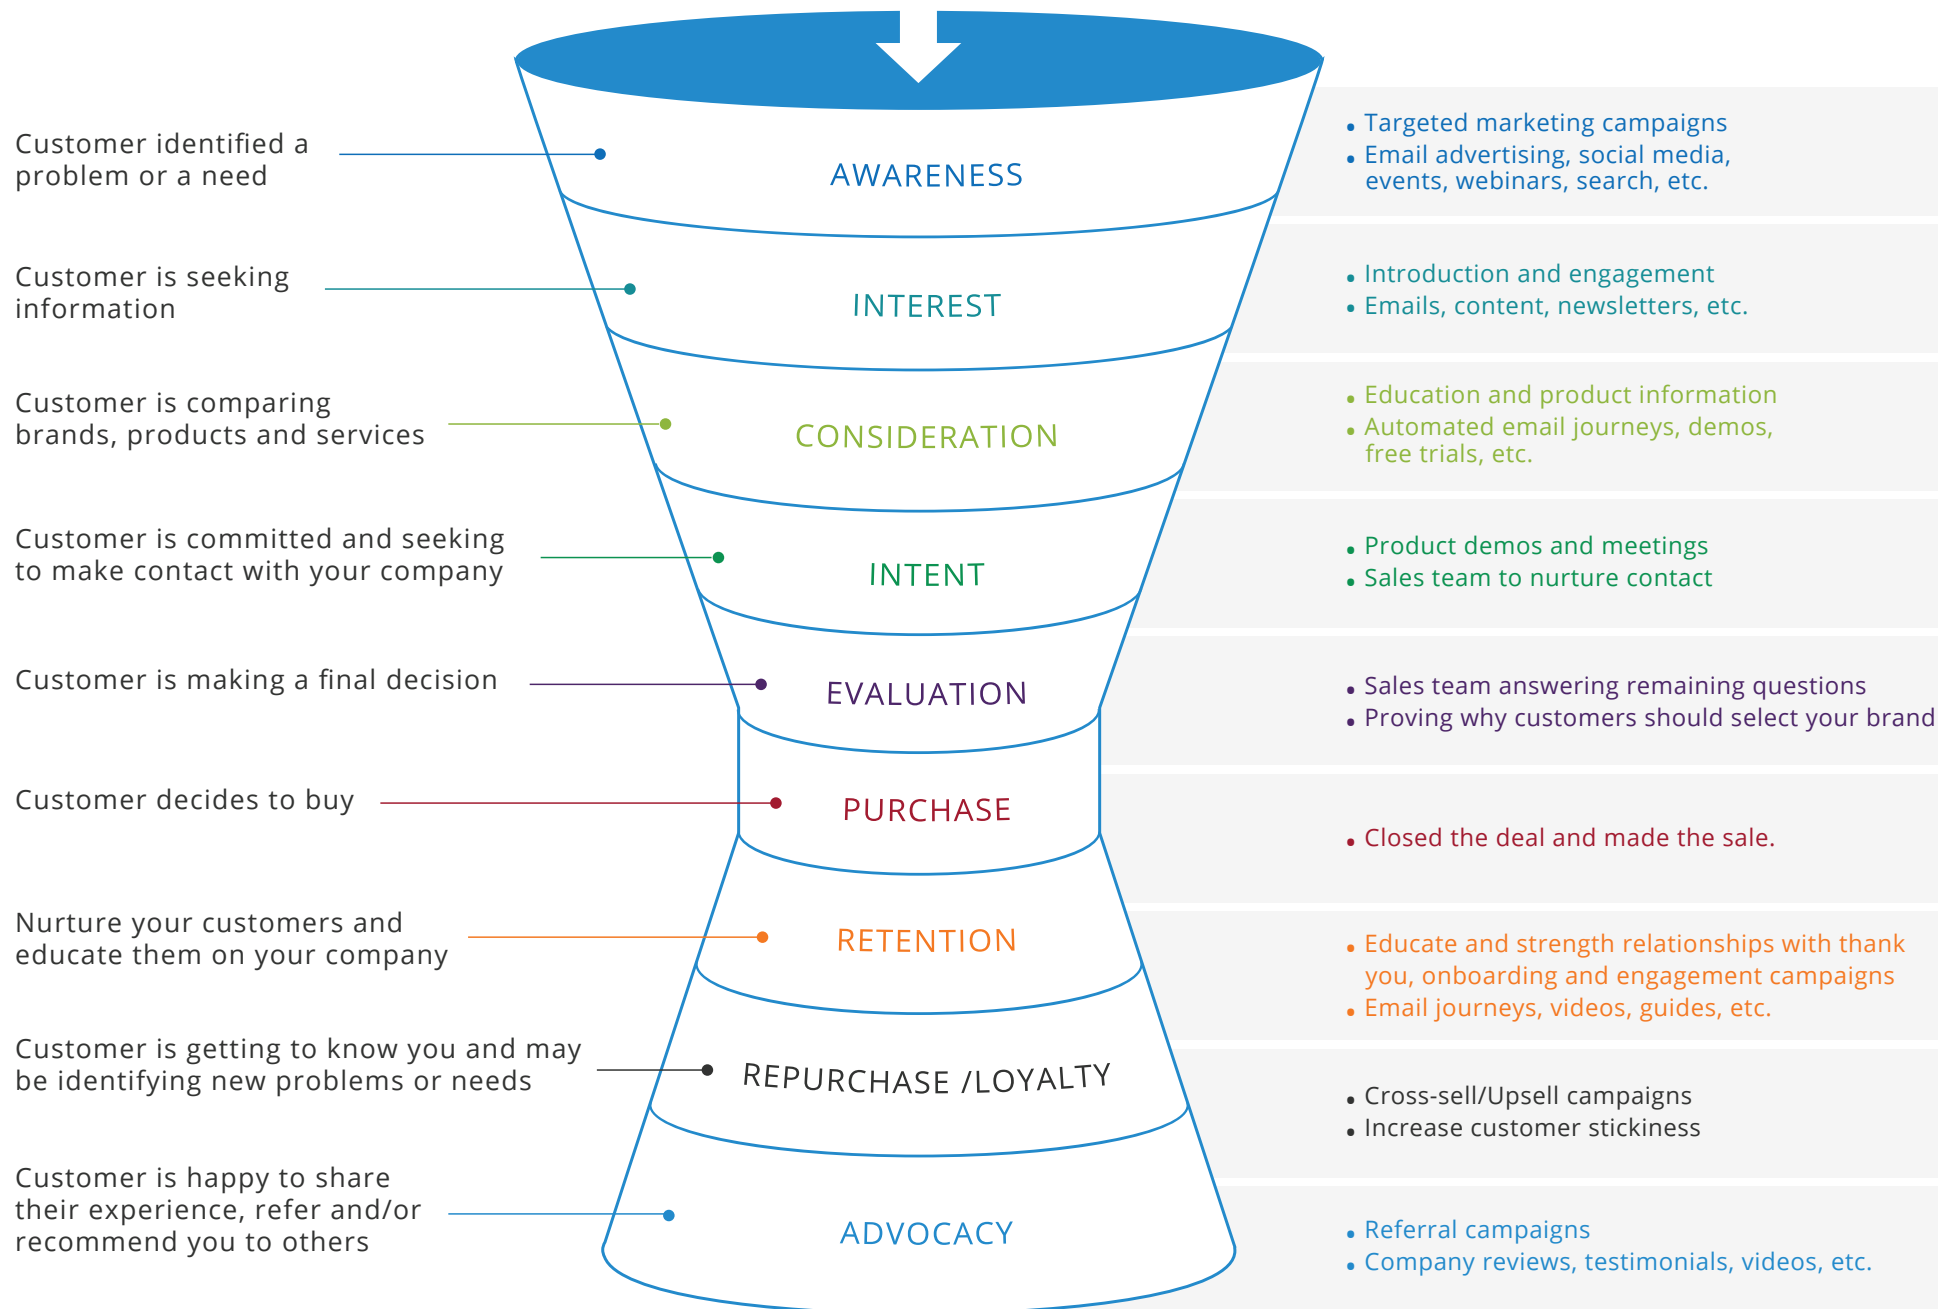 Customer identified a
problem or a need
AWARENESS
• Targeted marketing campaigns
• Email advertising, social media,
events, webinars, search, etc.
Customer is seeking
information
INTEREST
• Introduction and engagement
• Emails, content, newsletters, etc.
Customer is comparing
brands, products and services
CONSIDERATION
• Education and product information
• Automated email journeys, demos,
free trials, etc.
Customer is committed and seeking
to make contact with your company
INTENT
• Product demos and meetings
• Sales team to nurture contact
Customer is making a final decision
EVALUATION
• Sales team answering remaining questions
• Proving why customers should select your brand
Customer decides to buy
PURCHASE
• Closed the deal and made the sale.
Nurture your customers and
educate them on your company
RETENTION
• Educate and strength relationships with thank
you, onboarding and engagement campaigns
• Email journeys, videos, guides, etc.
Customer is getting to know you and may
be identifying new problems or needs
REPURCHASE /LOYALTY
• Cross-sell/Upsell campaigns
• Increase customer stickiness
Customer is happy to share
their experience, refer and/or
recommend you to others
ADVOCACY
• Referral campaigns
• Company reviews, testimonials, videos, etc.